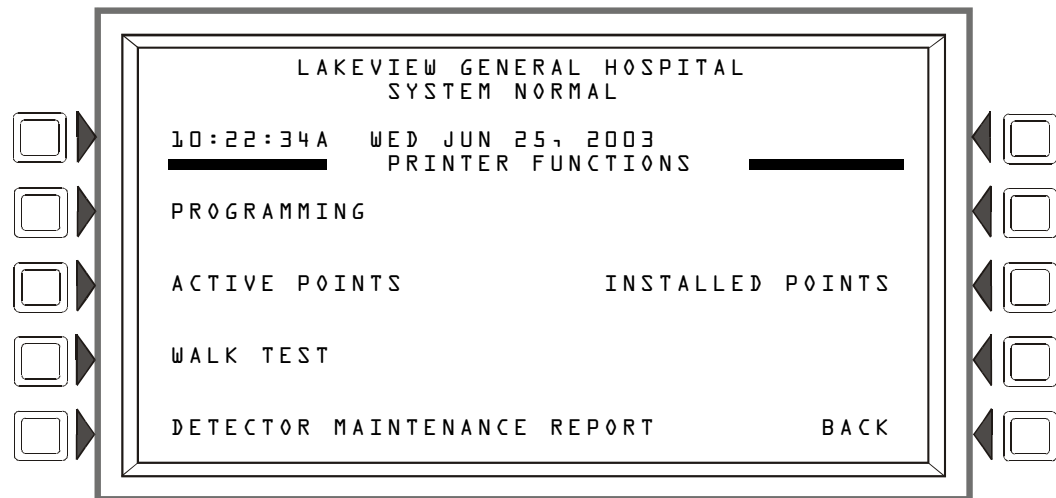 LAKEVIEW GENERAL HOSPITAL
SYSTEM NORMAL
10:22:34A WED JUN 25, 2003
PRINTER FUNCTIONS
PROGRAMMING
ACTIVE POINTS INSTALLED POINTS
WALK TEST
DETECTOR MAINTENANCE REPORT BACK